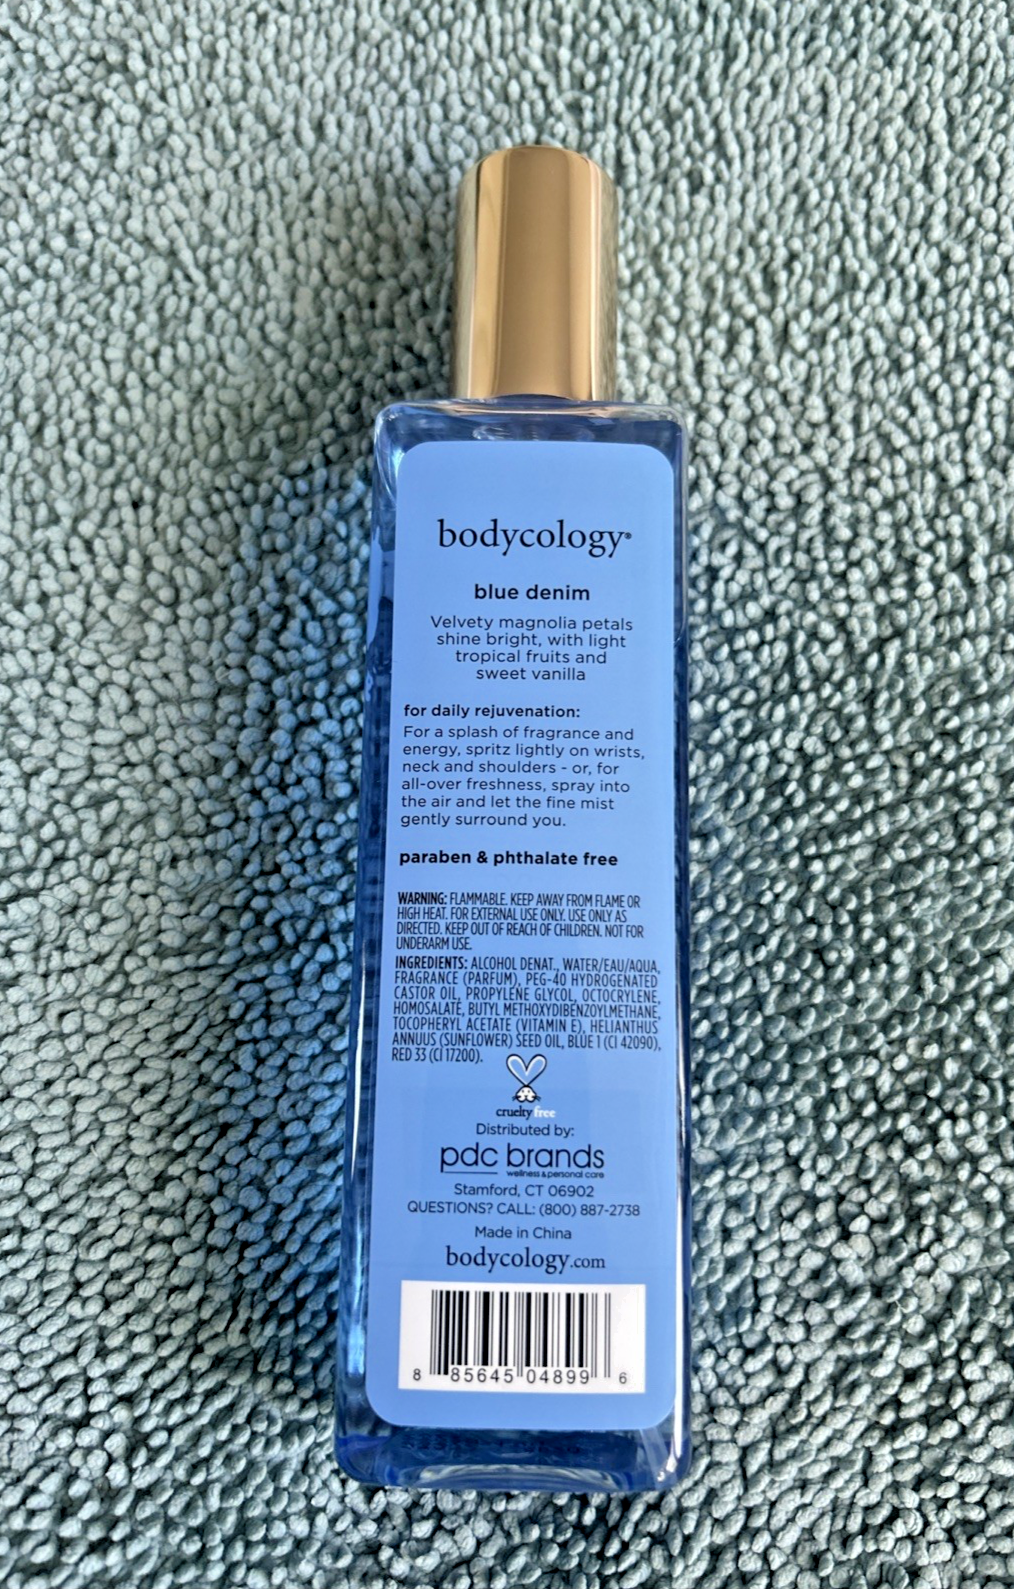 bodycology®
blue denim
Velvety magnolia petals
shine bright, with light
tropical fruits and
sweet vanilla
for daily rejuvenation:
For a splash of fragrance and
energy, spritz lightly on wrists,
neck and shoulders - or, for
all-over freshness, spray into
the air and let the fine mist
gently surround you.
paraben & phthalate free
WARNING: FLAMMABLE. KEEP AWAY FROM FLAME OR
HIGH HEAT. FOR EXTERNAL USE ONLY. USE ONLY AS
DIRECTED. KEEP OUT OF REACH OF CHILDREN. NOT FOR
UNDERARM USE.
INGREDIENTS: ALCOHOL DENAT., WATER/EAU/AQUA,
FRAGRANCE (PARFUM), PEG-40 HYDROGENATED
CASTOR OIL, PROPYLENE GLYCOL, OCTOCRYLENE,
HOMOSALATE, BUTYL METHOXYDIBENZOYLMETHANE,
TOCOPHERYL ACETATE (VITAMIN E), HELIANTHUS
ANNUUS (SUNFLOWER) SEED OIL, BLUE 1 (CI 42090),
RED 33 (CI 17200).
cruelty free
Distributed by:
pdc brands
wellness & personal care
Stamford, CT 06902
QUESTIONS? CALL: (800) 887-2738
Made in China
bodycology.com
8 85645 04899 6